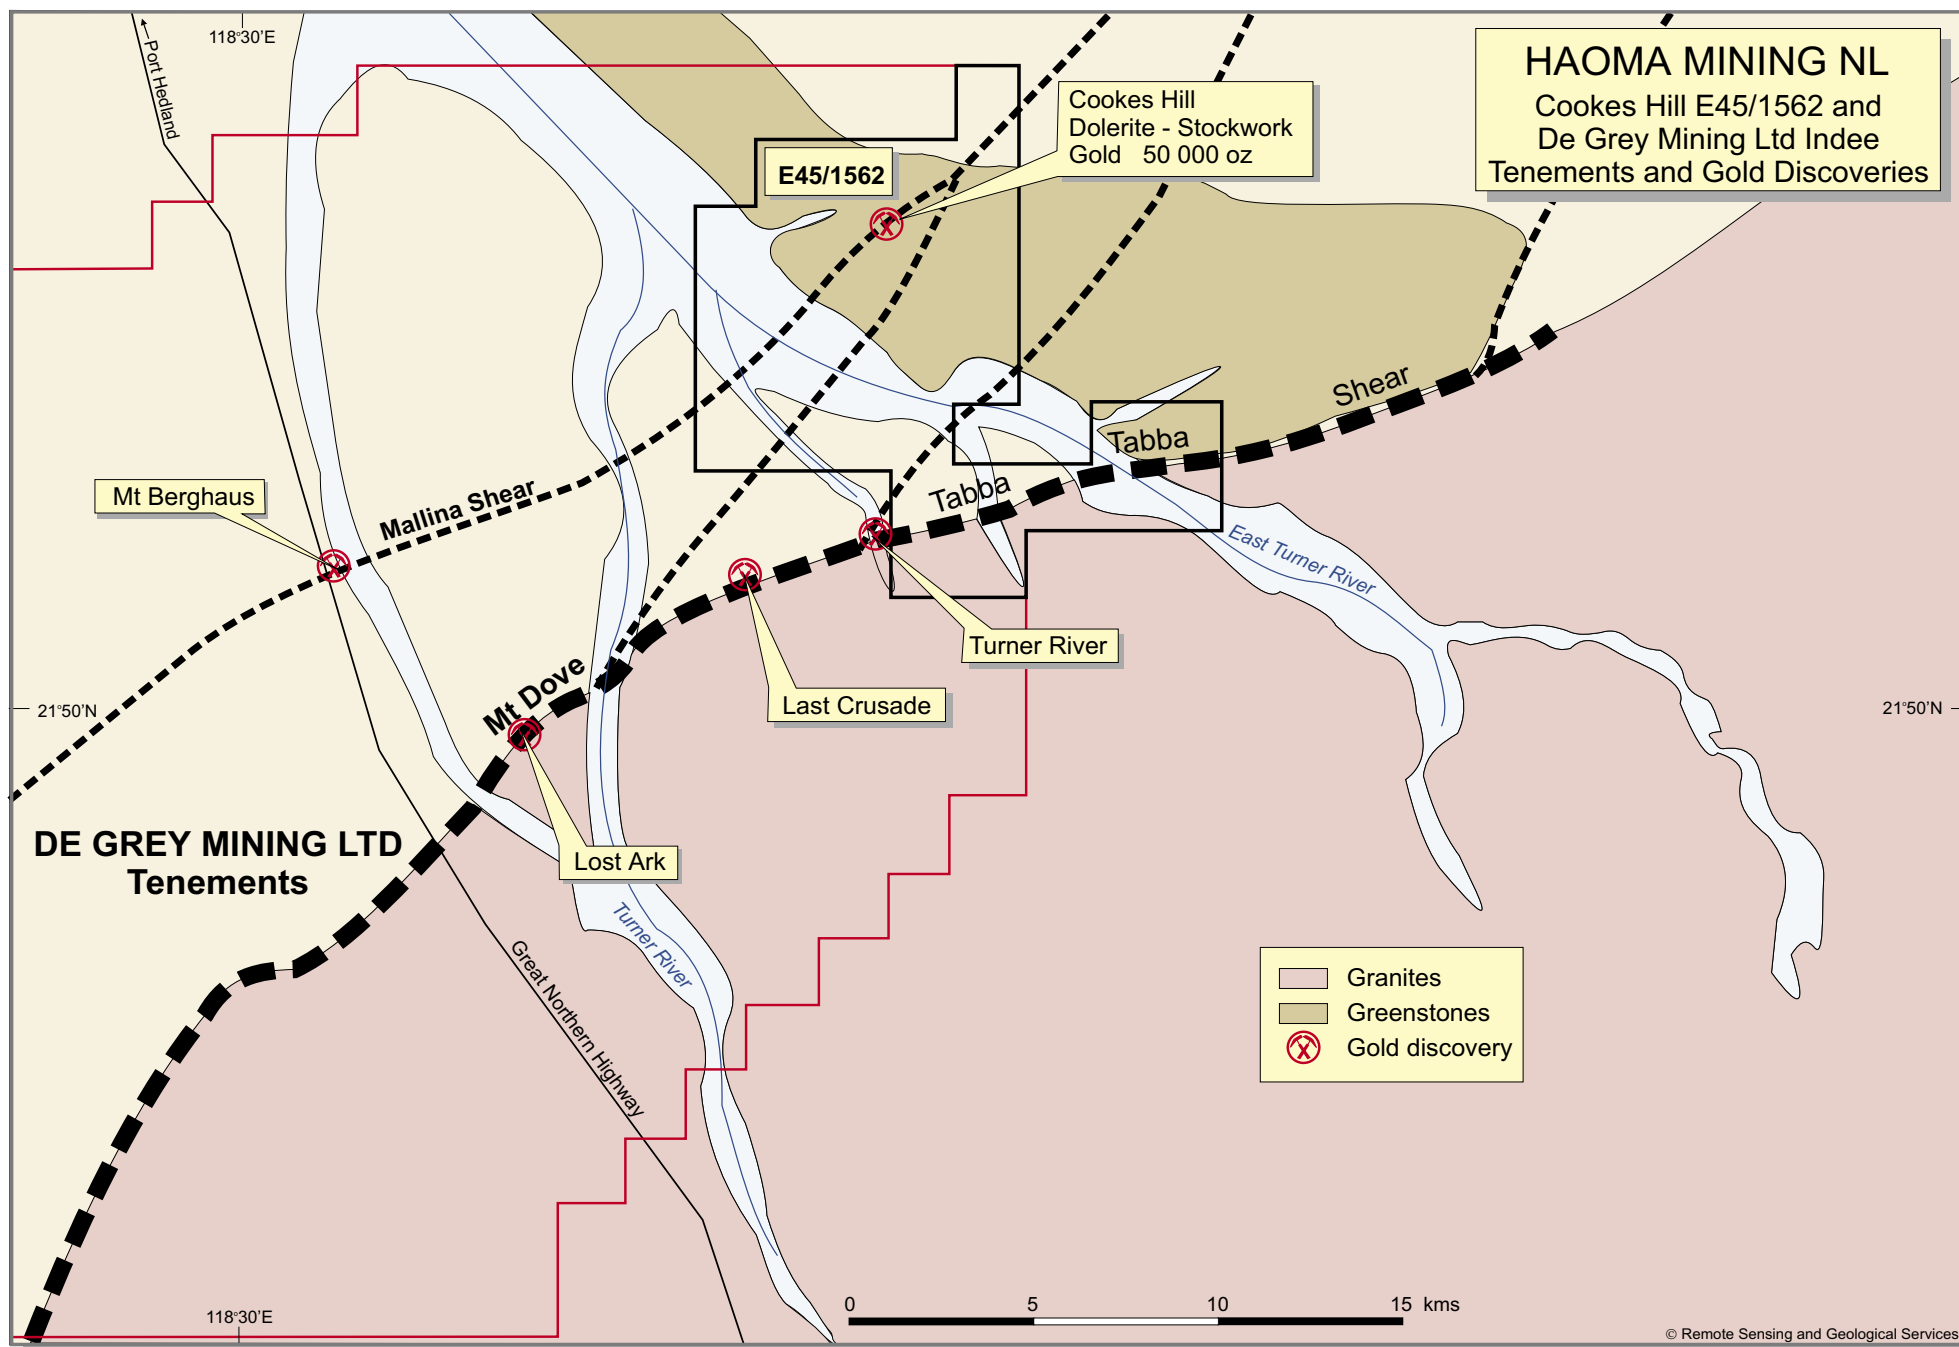 118°30'E
Port Hedland
HAOMA MINING NL
Cookes Hill E45/1562 and
De Grey Mining Ltd Indee
Tenements and Gold Discoveries
Cookes Hill
Dolerite - Stockwork
Gold 50 000 oz
E45/1562
Shear
Tabba
Tabba
Mt Berghaus
Mallina Shear
East Turner River
Turner River
Mt Dove
Last Crusade
21°50'N
21°50'N
DE GREY MINING LTD
Tenements
Lost Ark
Turner River
Great Northern Highway
Granites
Greenstones
Gold discovery
118°30'E
0 5 10 15 kms
© Remote Sensing and Geological Services